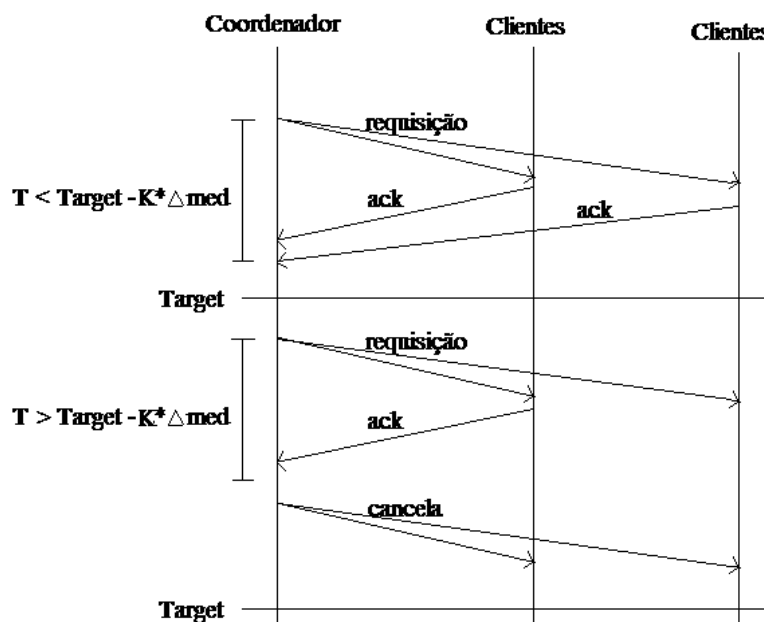 Coordenador
Clientes
Clientes
requisição
T < Target - K* △med
ack
ack
Target
requisição
T > Target - K* △med
ack
cancela
Target